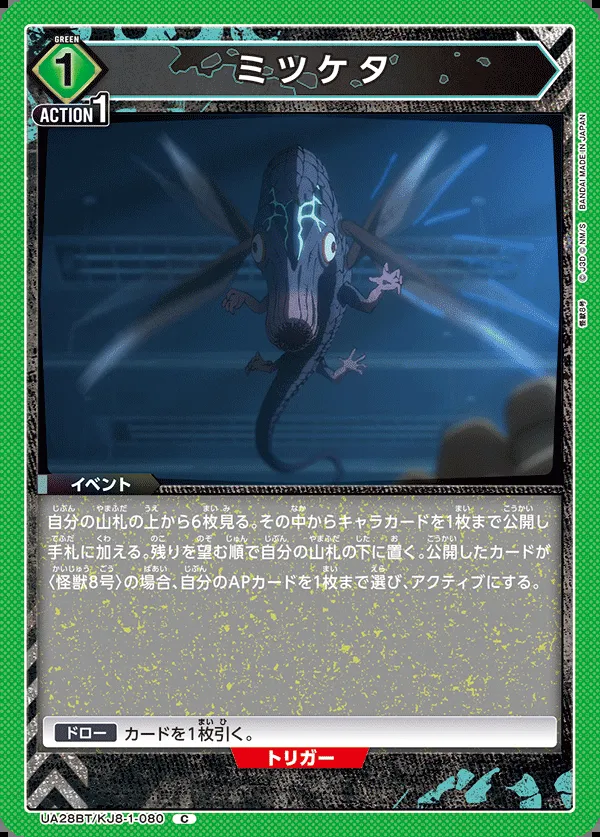 GREEN
1
ミツケタ
ACTION 1
BANDAI MADE IN JAPAN
© J3D © NM/S
怪獣8号
イベント
自分の山札の上から6枚見る。その中からキャラカードを1枚まで公開し
手札に加える。残りを望む順で自分の山札の下に置く。公開したカードが
〈怪獣8号〉の場合、自分のAPカードを1枚まで選び、アクティブにする。
ドロー カードを1枚引く。
トリガー
UA28BT/KJ8-1-080 C